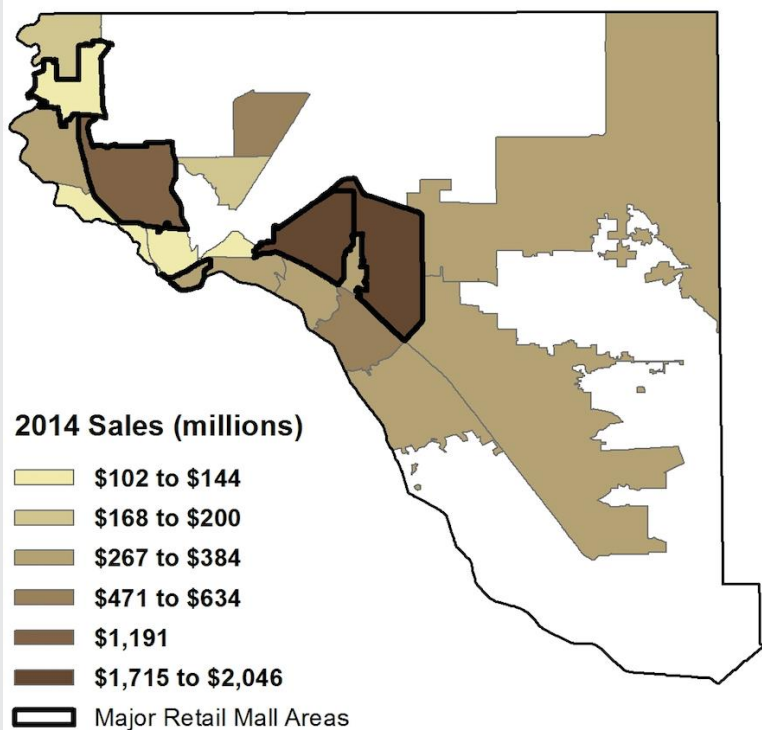 2014 Sales (millions)
$102 to $144
$168 to $200
$267 to $384
$471 to $634
$1,191
$1,715 to $2,046
Major Retail Mall Areas